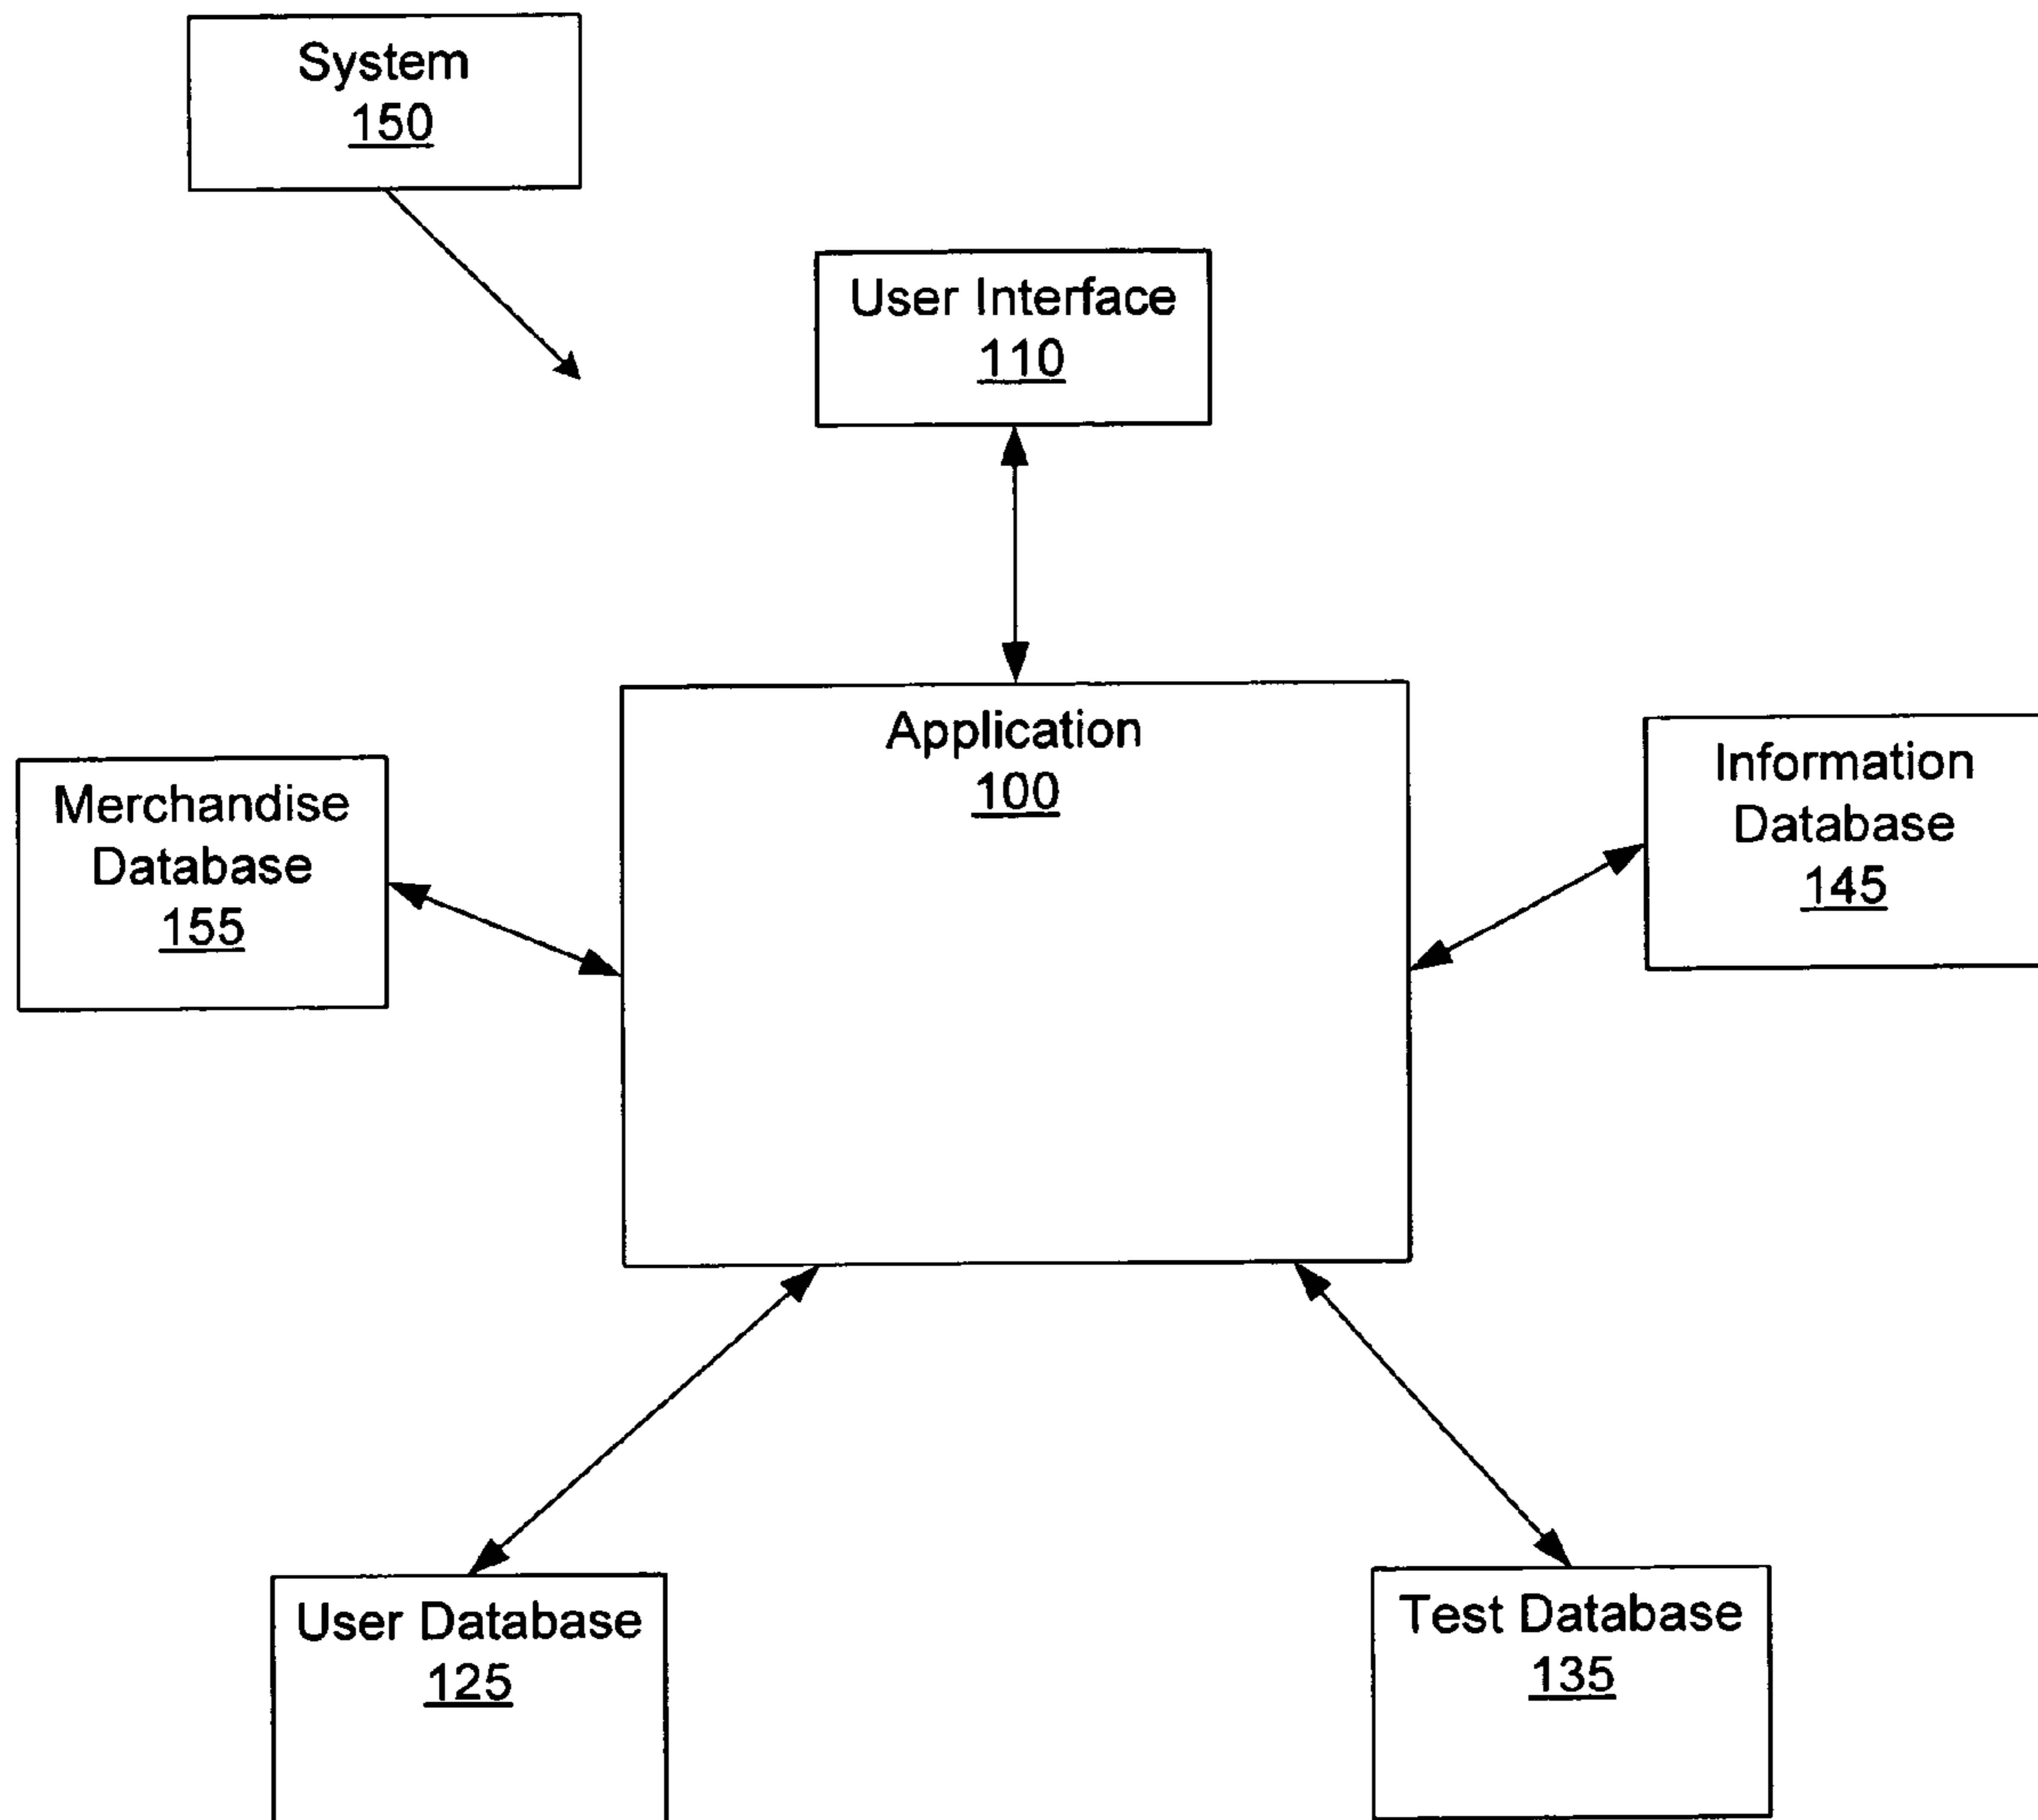 System
150
User Interface
110
Application
100
Merchandise
Database
155
Information
Database
145
User Database
125
Test Database
135